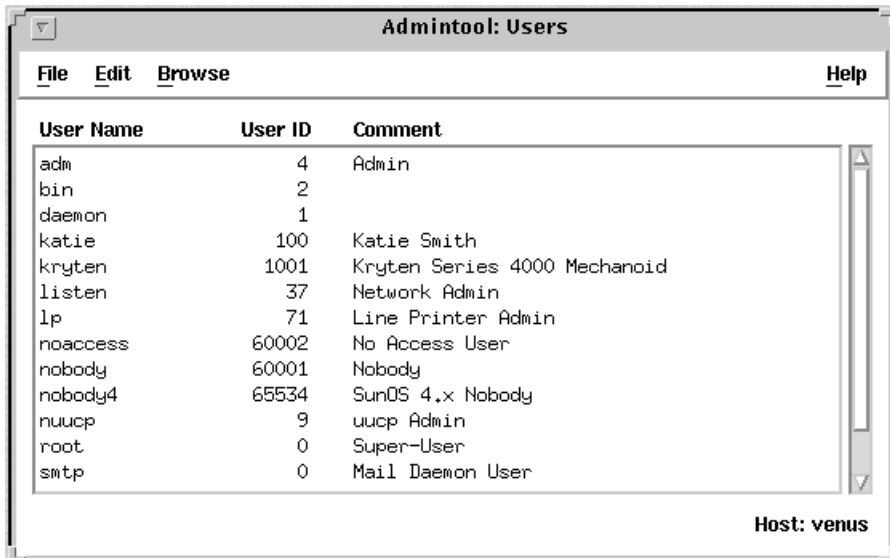 Admintool: Users
File Edit Browse Help
User Name User ID Comment
adm 4 Admin
bin 2
daemon 1
katie 100 Katie Smith
kryten 1001 Kryten Series 4000 Mechanoid
listen 37 Network Admin
lp 71 Line Printer Admin
noaccess 60002 No Access User
nobody 60001 Nobody
nobody4 65534 SunOS 4.x Nobody
nuucp 9 uucp Admin
root 0 Super-User
smtp 0 Mail Daemon User
Host: venus